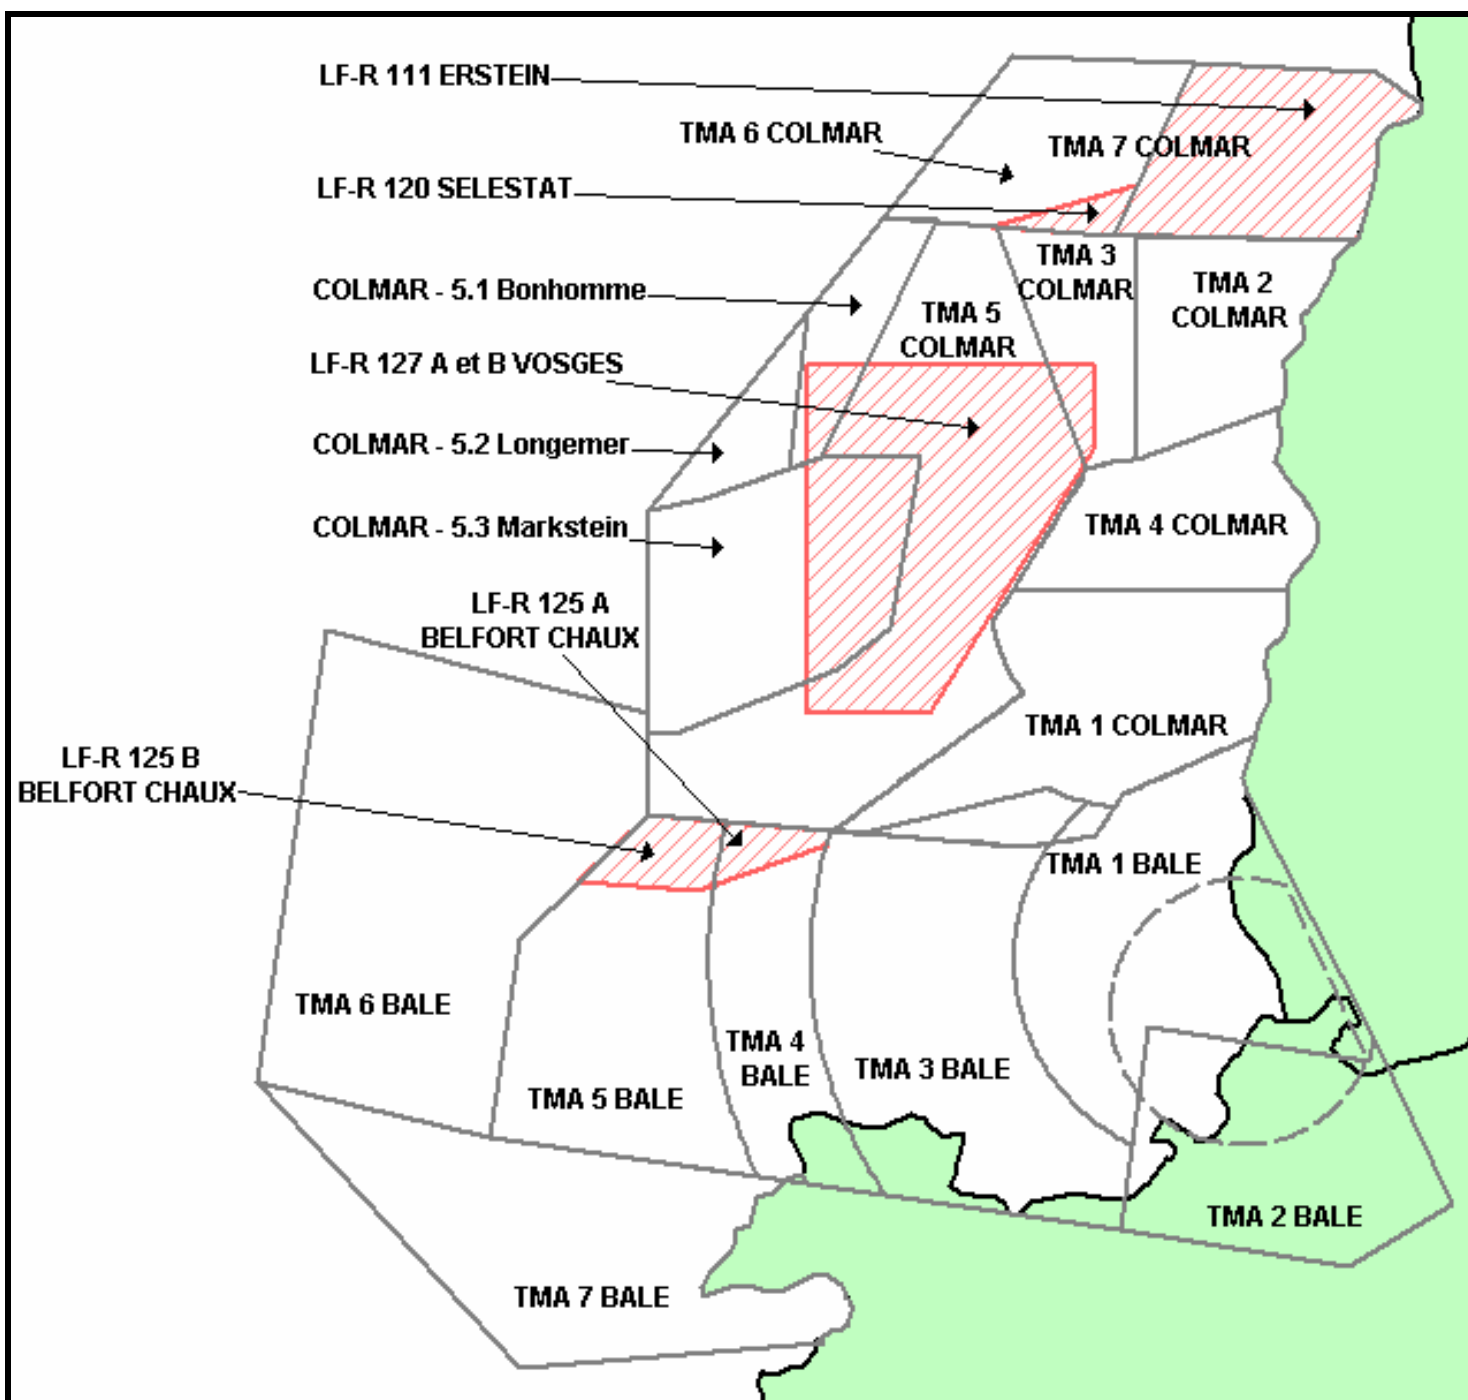 LF-R 111 ERSTEIN
TMA 6 COLMAR
TMA 7 COLMAR
LF-R 120 SELESTAT
TMA 3
COLMAR
TMA 2
COLMAR
COLMAR - 5.1 Bonhomme
TMA 5
COLMAR
LF-R 127 A et B VOSGES
COLMAR - 5.2 Longemer
COLMAR - 5.3 Markstein
TMA 4 COLMAR
LF-R 125 A
BELFORT CHAUX
TMA 1 COLMAR
LF-R 125 B
BELFORT CHAUX
TMA 1 BALE
TMA 6 BALE
TMA 4
BALE
TMA 3 BALE
TMA 5 BALE
TMA 2 BALE
TMA 7 BALE